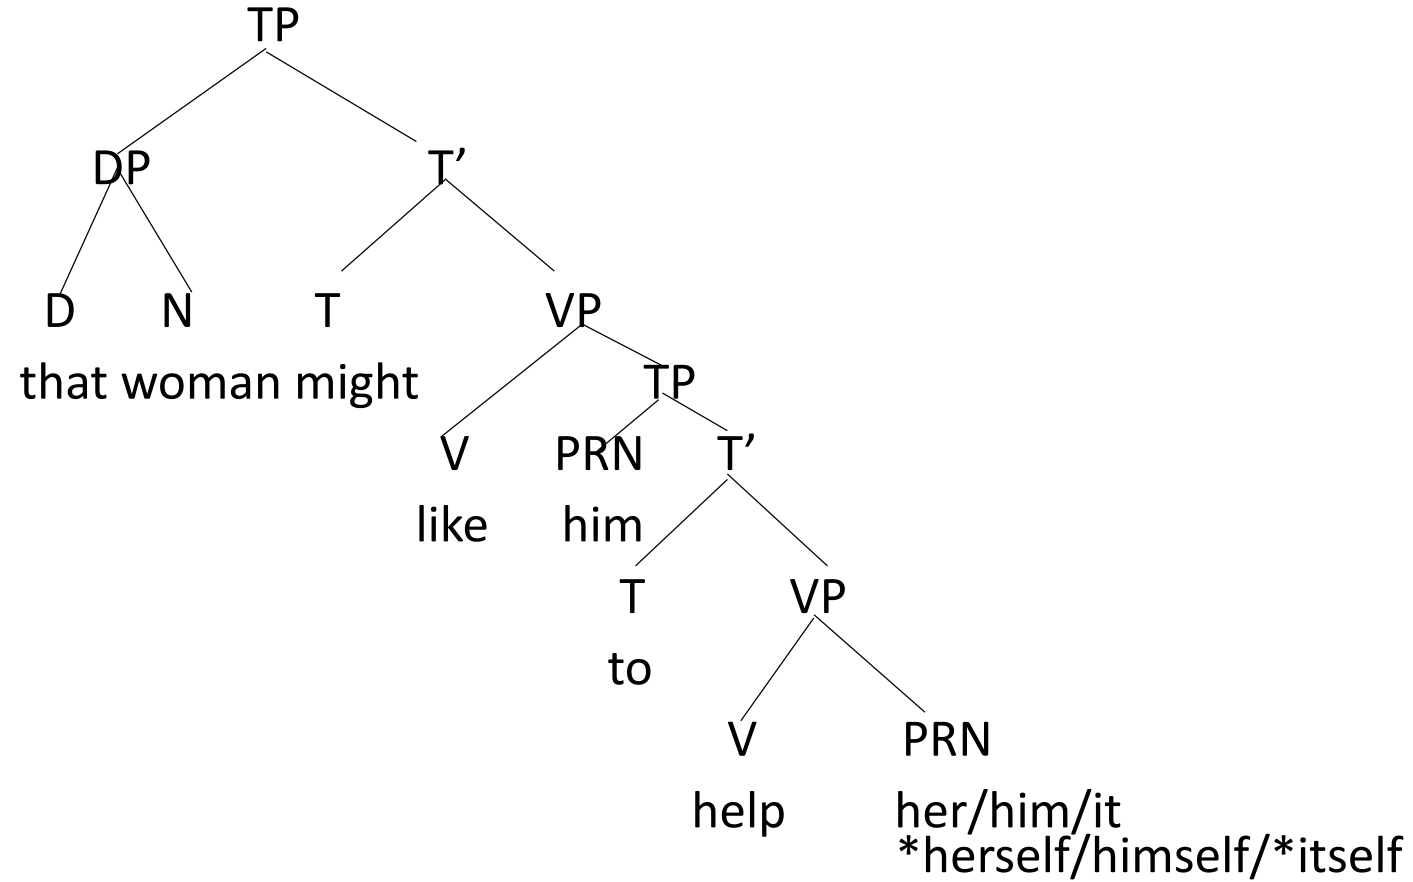 TP
DP T’
D N T VP
that woman might TP
V PRN T’
like him
T VP
to
V PRN
help her/him/it
*herself/himself/*itself